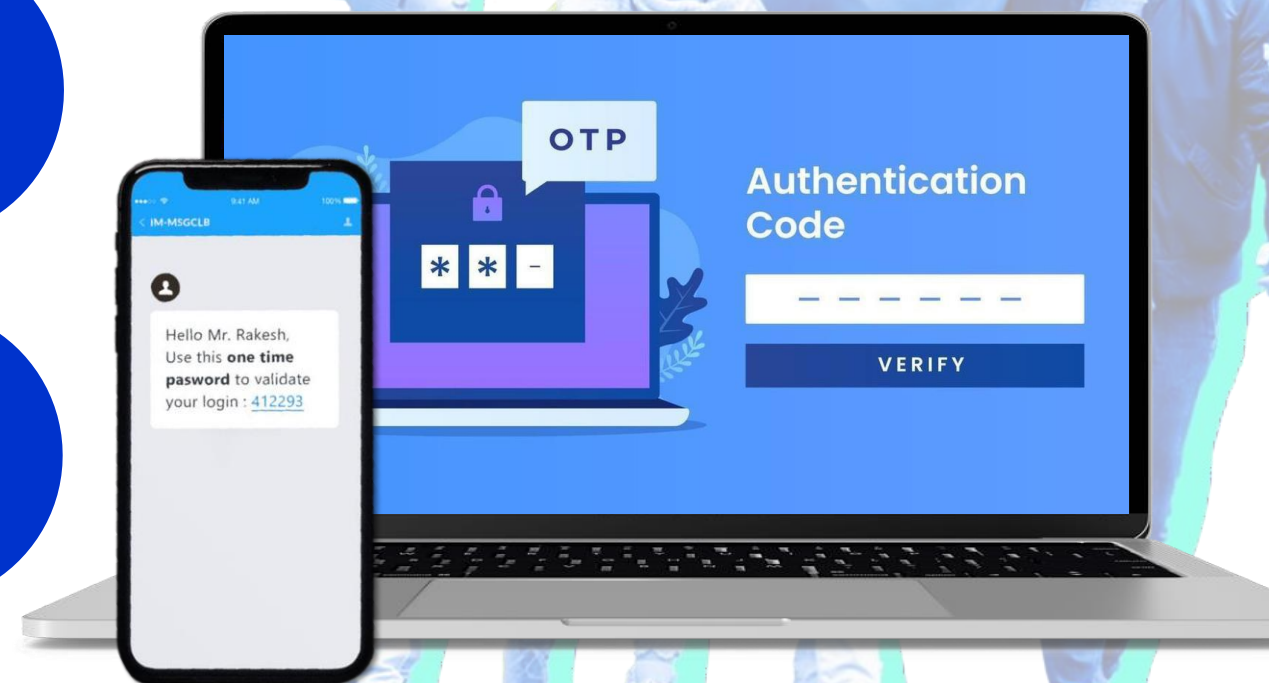 9:41 AM
100%
< IM-MSGCLB
Hello Mr. Rakesh,
Use this one time
pasword to validate
your login : 412293
OTP
* * -
Authentication
Code
– – – – – –
VERIFY